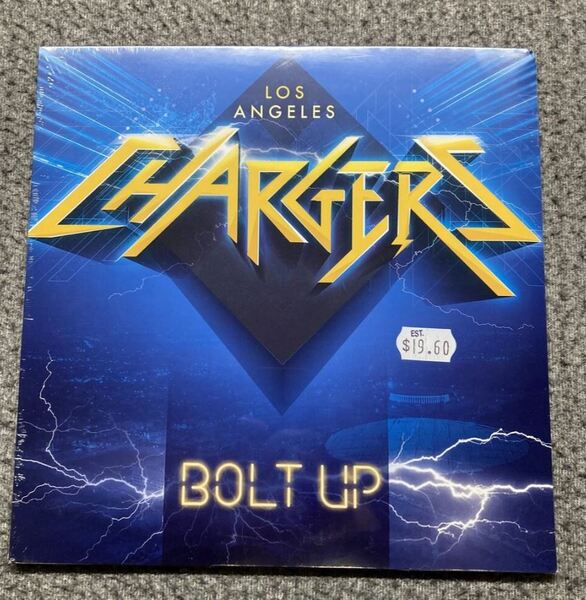 LOS
ANGELES
CHARGERS
EST.
$19.60
BOLT UP